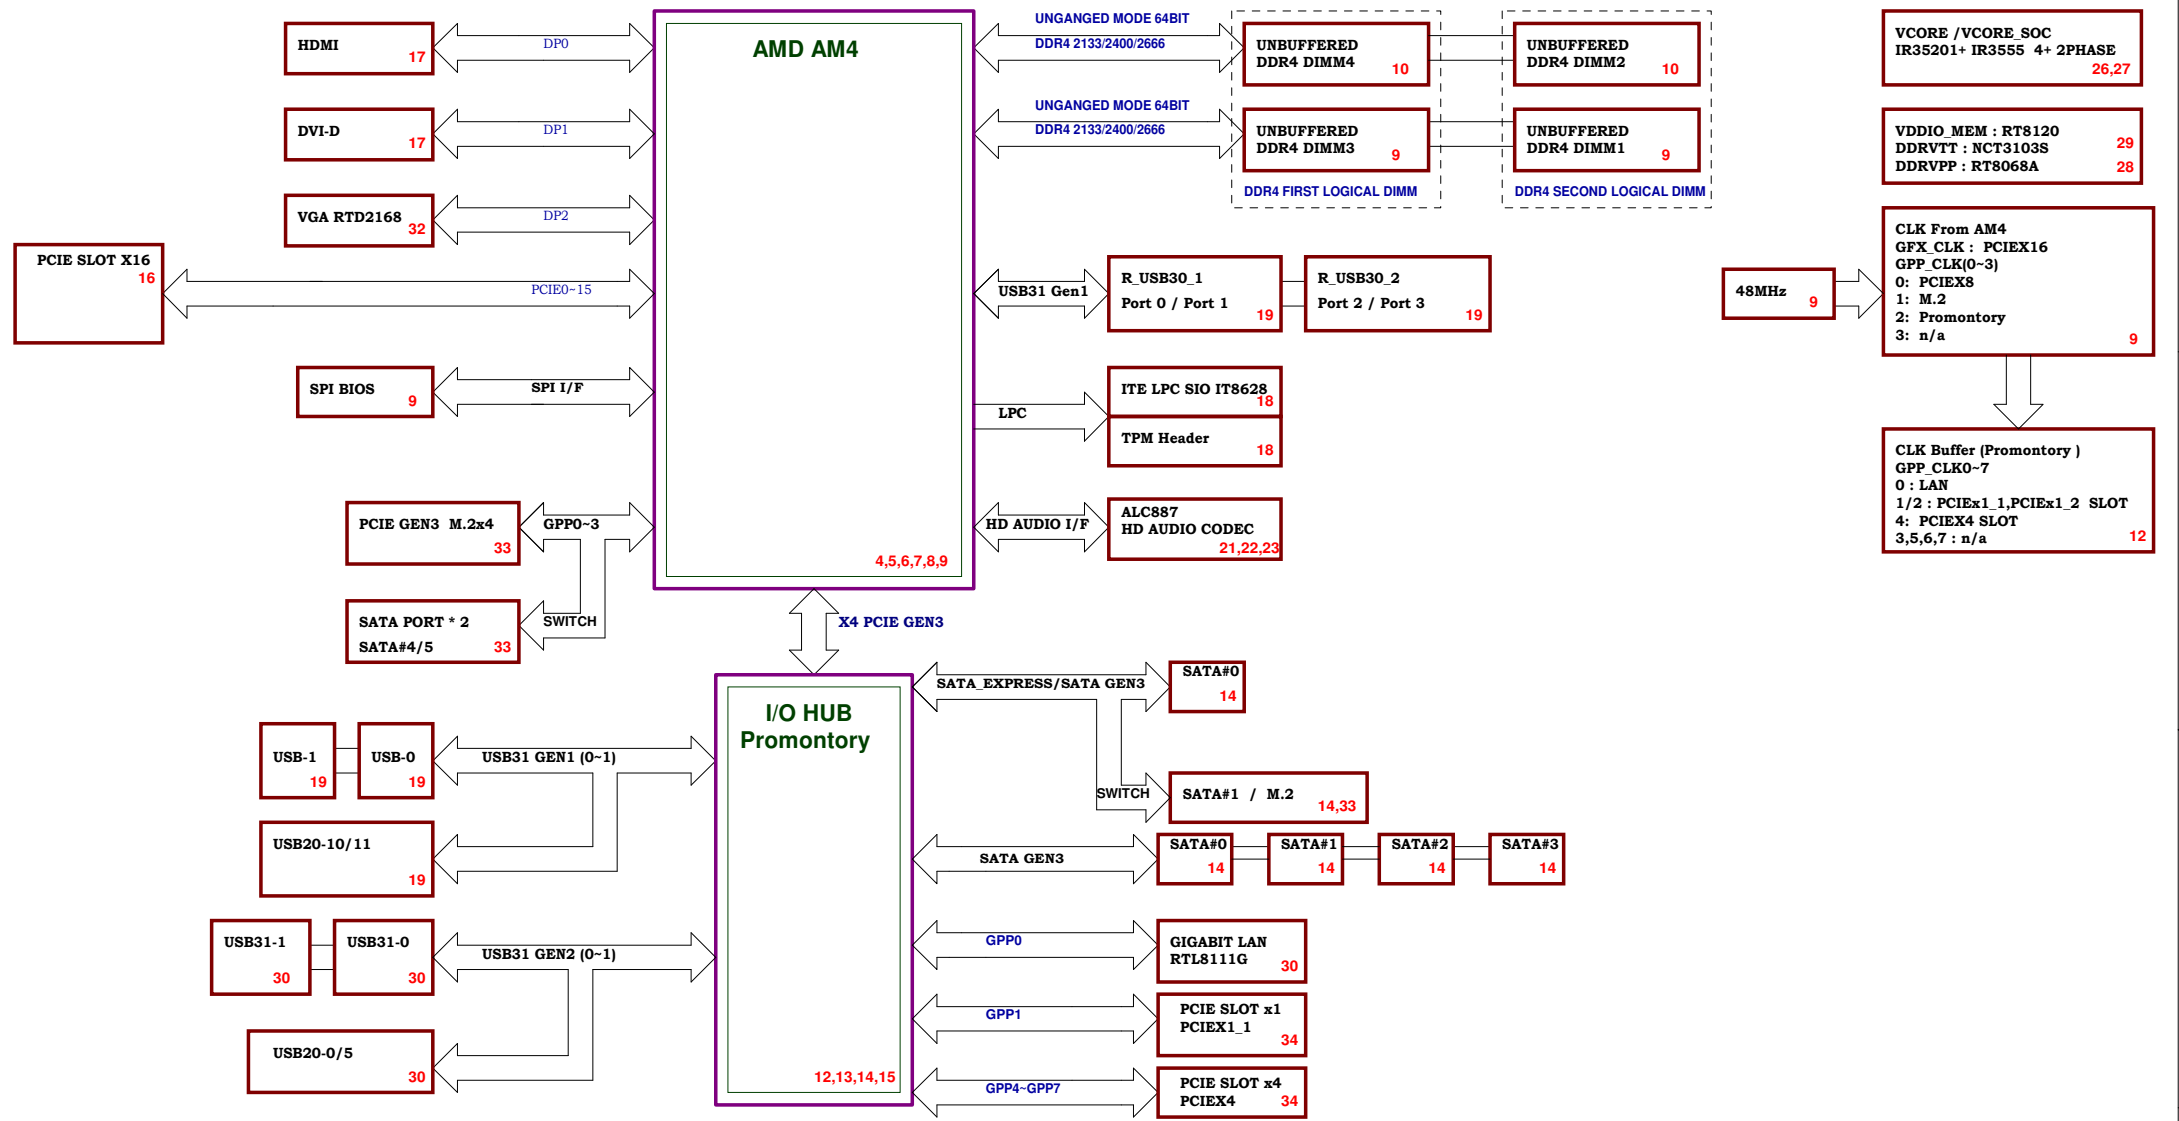 HDMI
17
DP0
AMD AM4
UNGANGED MODE 64BIT
DDR4 2133/2400/2666
UNBUFFERED
DDR4 DIMM4
10
UNBUFFERED
DDR4 DIMM2
10
VCORE /VCORE_SOC
IR35201+ IR3555 4+ 2PHASE
26,27
DVI-D
17
DP1
UNGANGED MODE 64BIT
DDR4 2133/2400/2666
UNBUFFERED
DDR4 DIMM3
9
UNBUFFERED
DDR4 DIMM1
9
VDDIO_MEM : RT8120
29
DDRVTT : NCT3103S
DDRVPP : RT8068A
28
DDR4 FIRST LOGICAL DIMM
DDR4 SECOND LOGICAL DIMM
VGA RTD2168
32
DP2
PCIE SLOT X16
16
PCIE0~15
USB31 Gen1
R_USB30_1
Port 0 / Port 1
19
R_USB30_2
Port 2 / Port 3
19
48MHz
9
CLK From AM4
GFX_CLK : PCIEX16
GPP_CLK(0~3)
0: PCIEX8
1: M.2
2: Promontory
3: n/a
9
SPI BIOS
9
SPI I/F
LPC
ITE LPC SIO IT8628
18
TPM Header
18
CLK Buffer (Promontory )
GPP_CLK0~7
0 : LAN
1/2 : PCIEx1_1,PCIEx1_2 SLOT
4: PCIEX4 SLOT
3,5,6,7 : n/a
12
PCIE GEN3 M.2x4
33
GPP0~3
HD AUDIO I/F
ALC887
HD AUDIO CODEC
21,22,23
4,5,6,7,8,9
SATA PORT * 2
SATA#4/5
33
SWITCH
X4 PCIE GEN3
I/O HUB
Promontory
SATA_EXPRESS/SATA GEN3
SATA#0
14
SWITCH
SATA#1 / M.2
14,33
USB-1
19
USB-0
19
USB31 GEN1 (0~1)
USB20-10/11
19
SATA GEN3
SATA#0
14
SATA#1
14
SATA#2
14
SATA#3
14
USB31-1
30
USB31-0
30
USB31 GEN2 (0~1)
GPP0
GIGABIT LAN
RTL8111G
30
GPP1
PCIE SLOT x1
PCIEX1_1
34
USB20-0/5
30
12,13,14,15
GPP4~GPP7
PCIE SLOT x4
PCIEX4
34